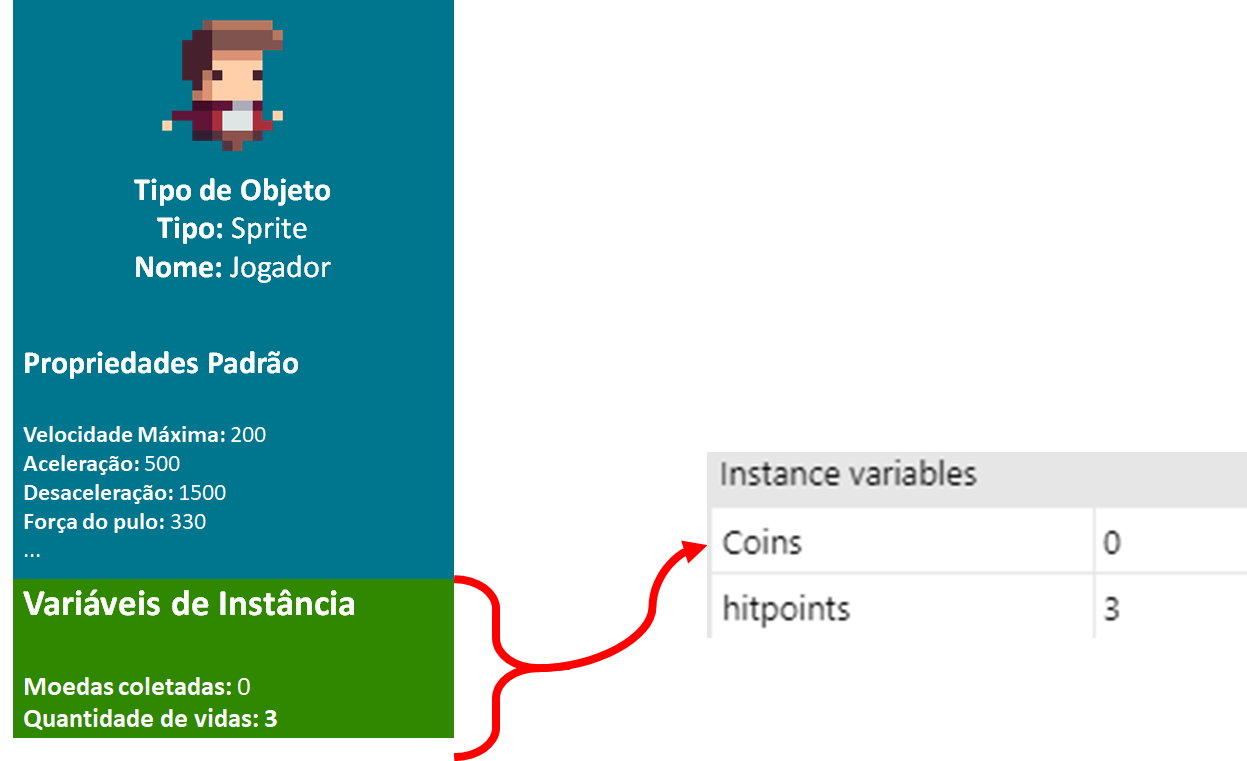 Tipo de Objeto
Tipo: Sprite
Nome: Jogador
Propriedades Padrão
Velocidade Máxima: 200
Aceleração: 500
Desaceleração: 1500
Força do pulo: 330
...
Variáveis de Instância
Moedas coletadas: 0
Quantidade de vidas: 3
Instance variables
Coins 0
hitpoints 3